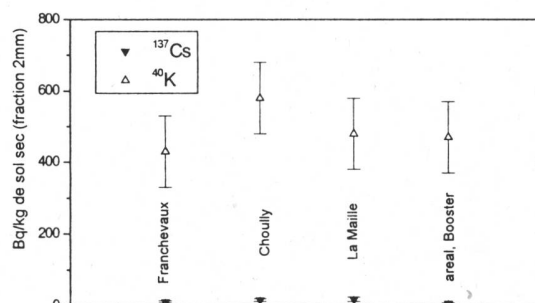 800
600
400
200
0
Bq/kg de sol sec (fraction 2mm)
¹³⁷Cs
⁴⁰K
Franchevaux
Choully
La Maille
areal, Booster